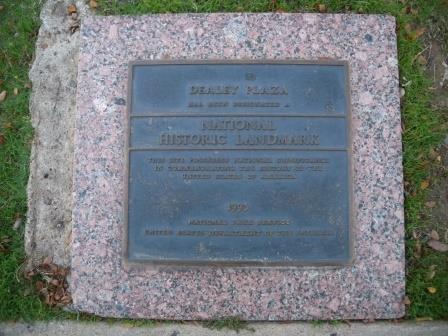 DEALEY PLAZA
HAS BEEN DESIGNATED A
NATIONAL
HISTORIC LANDMARK
THIS SITE POSSESSES NATIONAL SIGNIFICANCE
IN COMMEMORATING THE HISTORY OF THE
UNITED STATES OF AMERICA
1993
NATIONAL PARK SERVICE
UNITED STATES DEPARTMENT OF THE INTERIOR